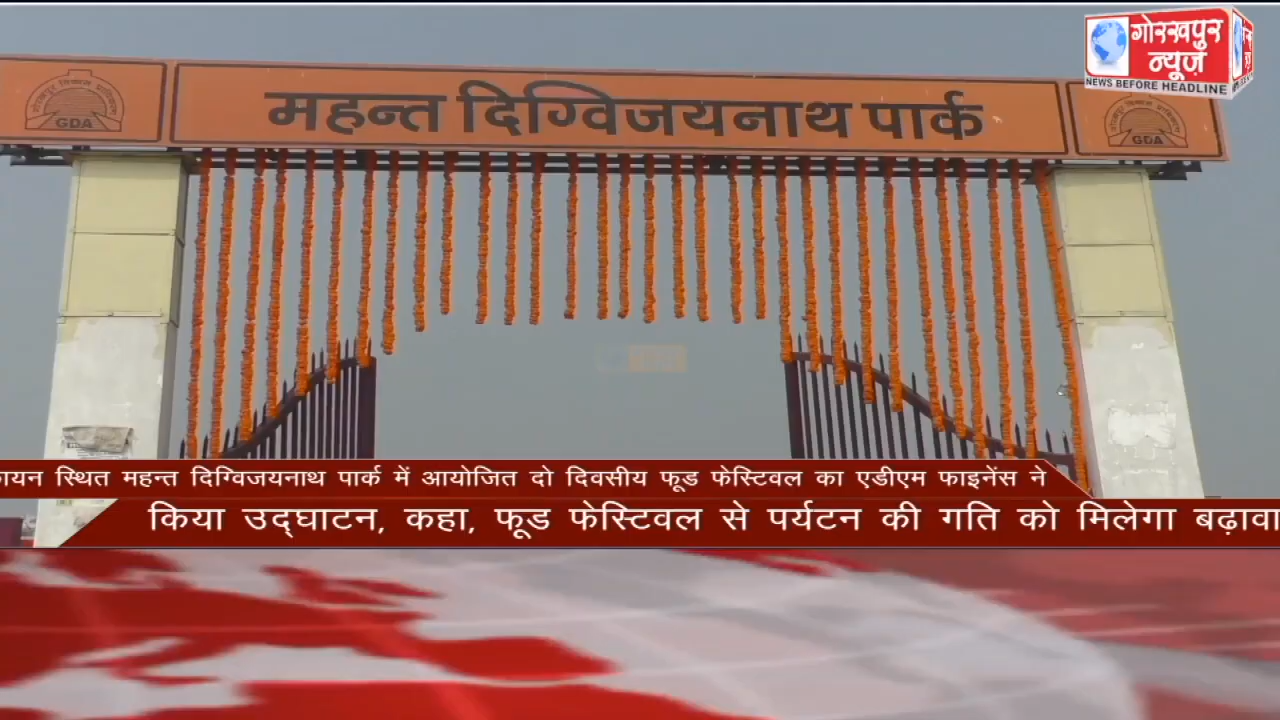 गोरखपुर
न्यूज़
NEWS BEFORE HEADLINE
महन्त दिग्विजयनाथ पार्क
GDA
GDA
स्थित महन्त दिग्विजयनाथ पार्क में आयोजित दो दिवसीय फूड फेस्टिवल का एडीएम फाइनेंस ने
किया उद्घाटन, कहा, फूड फेस्टिवल से पर्यटन की गति को मिलेगा बढ़ावा